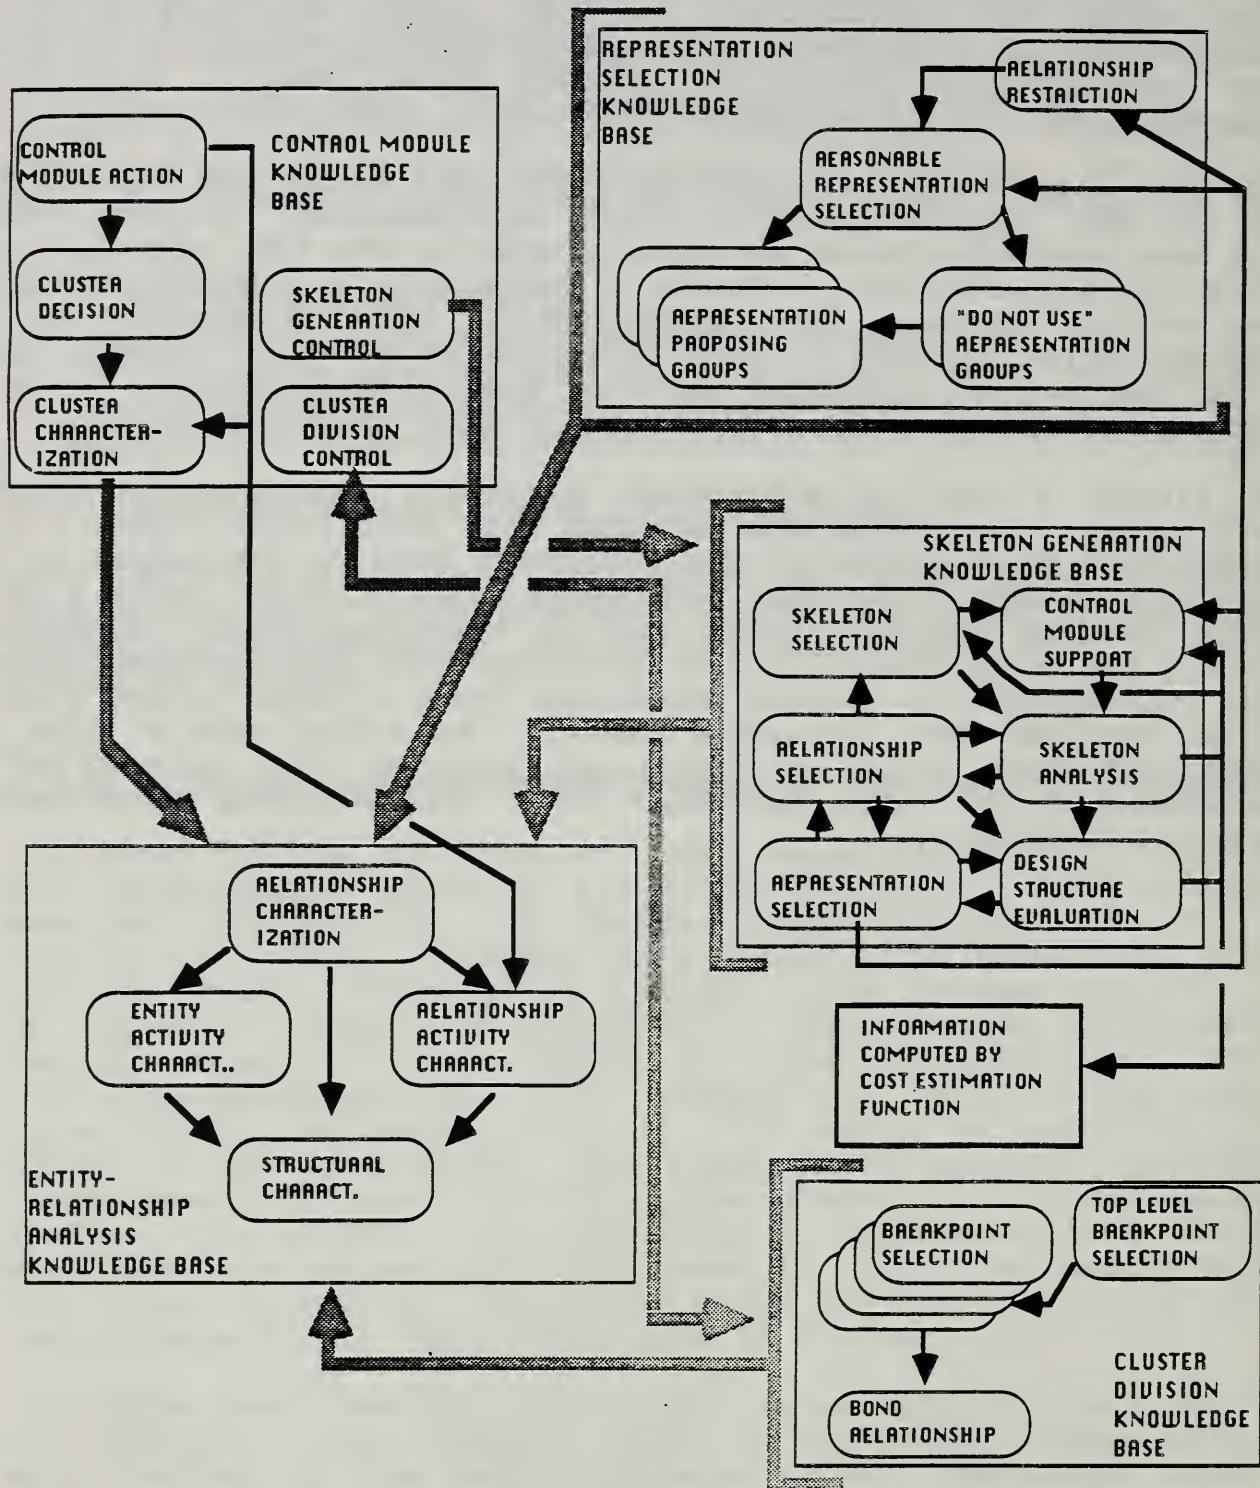 REPRESENTATION
SELECTION
KNOWLEDGE
BASE
RELATIONSHIP
RESTRICTION
REASONABLE
REPRESENTATION
SELECTION
REPRESENTATION
PROPOSING
GROUPS
"DO NOT USE"
REPRESENTATION
GROUPS
CONTROL
MODULE ACTION
CONTROL MODULE
KNOWLEDGE
BASE
CLUSTER
DECISION
SKELETON
GENERATION
CONTROL
CLUSTER
CHARACTER-
IZATION
CLUSTER
DIVISION
CONTROL
SKELETON GENERATION
KNOWLEDGE BASE
SKELETON
SELECTION
CONTROL
MODULE
SUPPORT
RELATIONSHIP
SELECTION
SKELETON
ANALYSIS
REPRESENTATION
SELECTION
DESIGN
STRUCTURE
EVALUATION
RELATIONSHIP
CHARACTER-
IZATION
ENTITY
ACTIVITY
CHARACT..
RELATIONSHIP
ACTIVITY
CHARACT.
STRUCTURAL
CHARACT.
ENTITY-
RELATIONSHIP
ANALYSIS
KNOWLEDGE BASE
INFORMATION
COMPUTED BY
COST ESTIMATION
FUNCTION
BREAKPOINT
SELECTION
TOP LEVEL
BREAKPOINT
SELECTION
BOND
RELATIONSHIP
CLUSTER
DIVISION
KNOWLEDGE
BASE